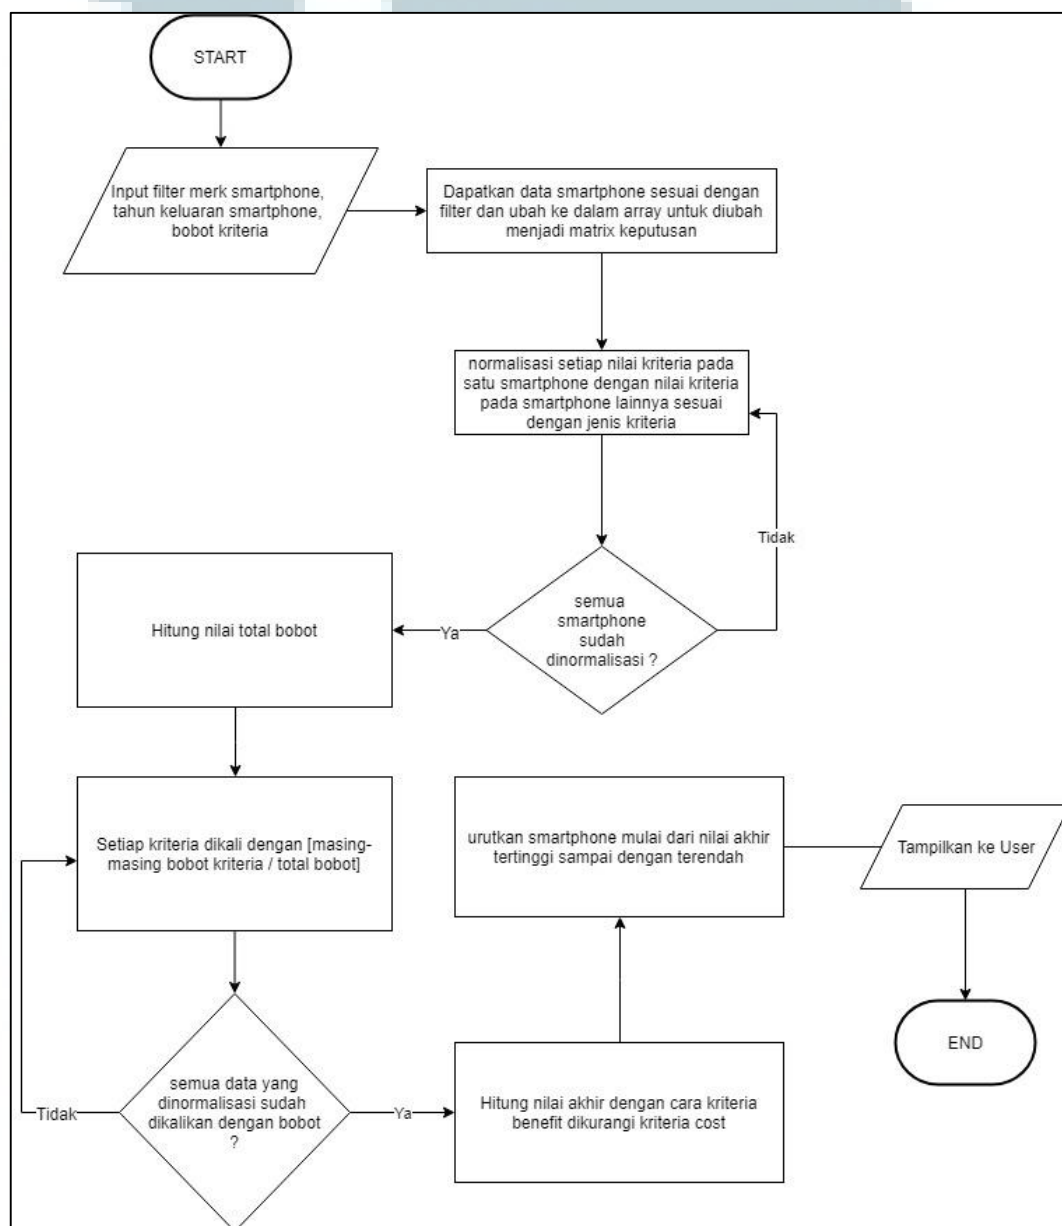 START
Input filter merk smartphone,
tahun keluaran smartphone,
bobot kriteria
Dapatkan data smartphone sesuai dengan
filter dan ubah ke dalam array untuk diubah
menjadi matrix keputusan
normalisasi setiap nilai kriteria pada
satu smartphone dengan nilai kriteria
pada smartphone lainnya sesuai
dengan jenis kriteria
Tidak
semua
smartphone
sudah
dinormalisasi ?
Ya
Hitung nilai total bobot
Setiap kriteria dikali dengan [masing-
masing bobot kriteria / total bobot]
semua data yang
dinormalisasi sudah
dikalikan dengan bobot
?
Tidak
Ya
Hitung nilai akhir dengan cara kriteria
benefit dikurangi kriteria cost
urutkan smartphone mulai dari nilai akhir
tertinggi sampai dengan terendah
Tampilkan ke User
END